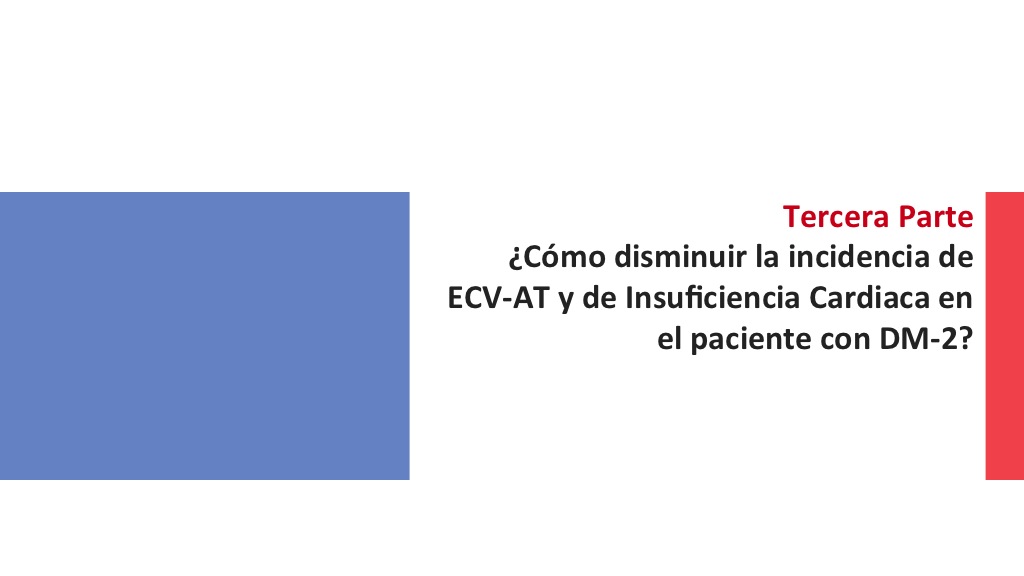 Tercera Parte
¿Cómo disminuir la incidencia de
ECV-AT y de Insuficiencia Cardiaca en
el paciente con DM-2?